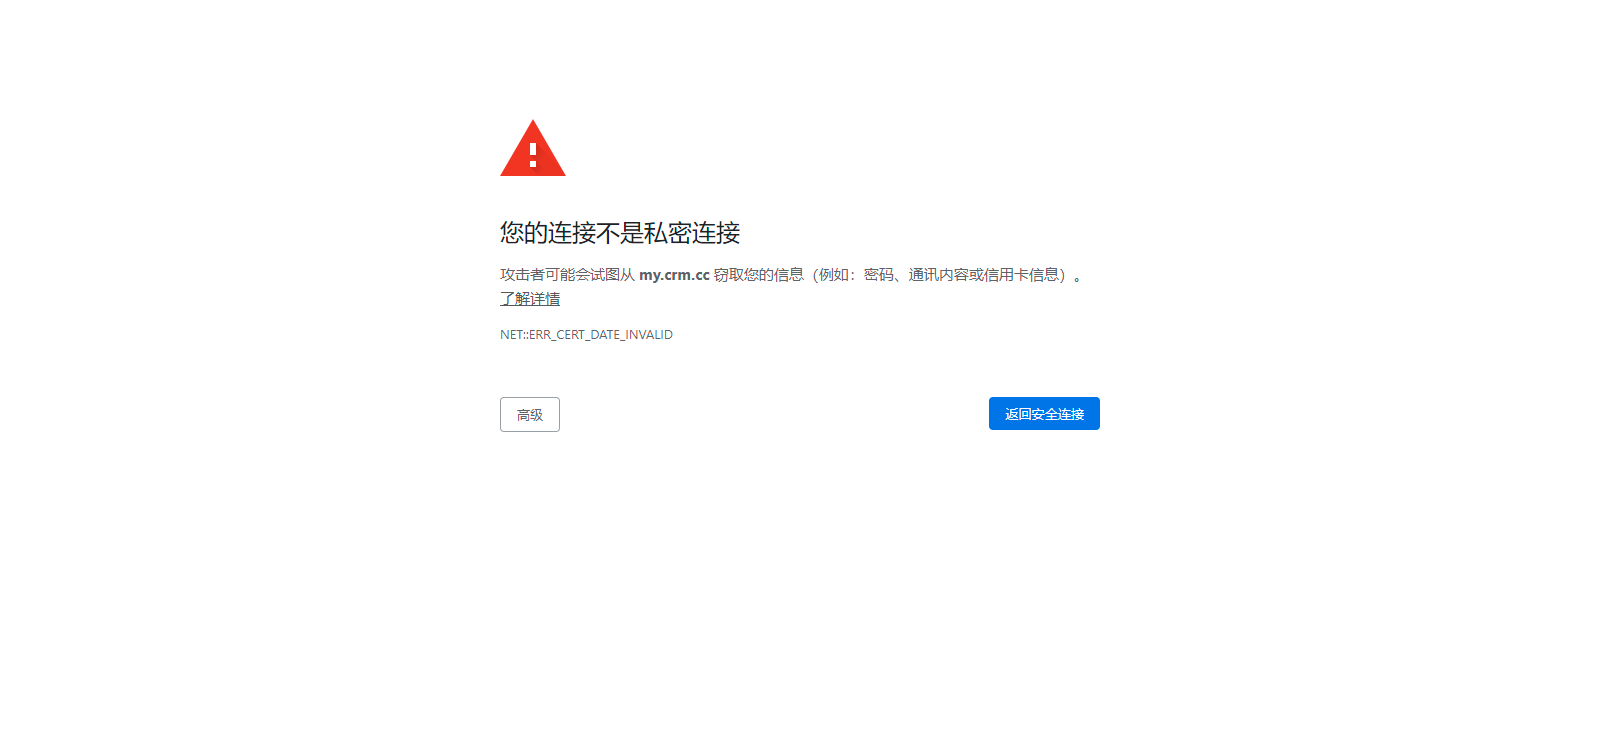 您的连接不是私密连接
攻击者可能会试图从 my.crm.cc 窃取您的信息（例如：密码、通讯内容或信用卡信息）。
了解详情
NET::ERR_CERT_DATE_INVALID
高级
返回安全连接